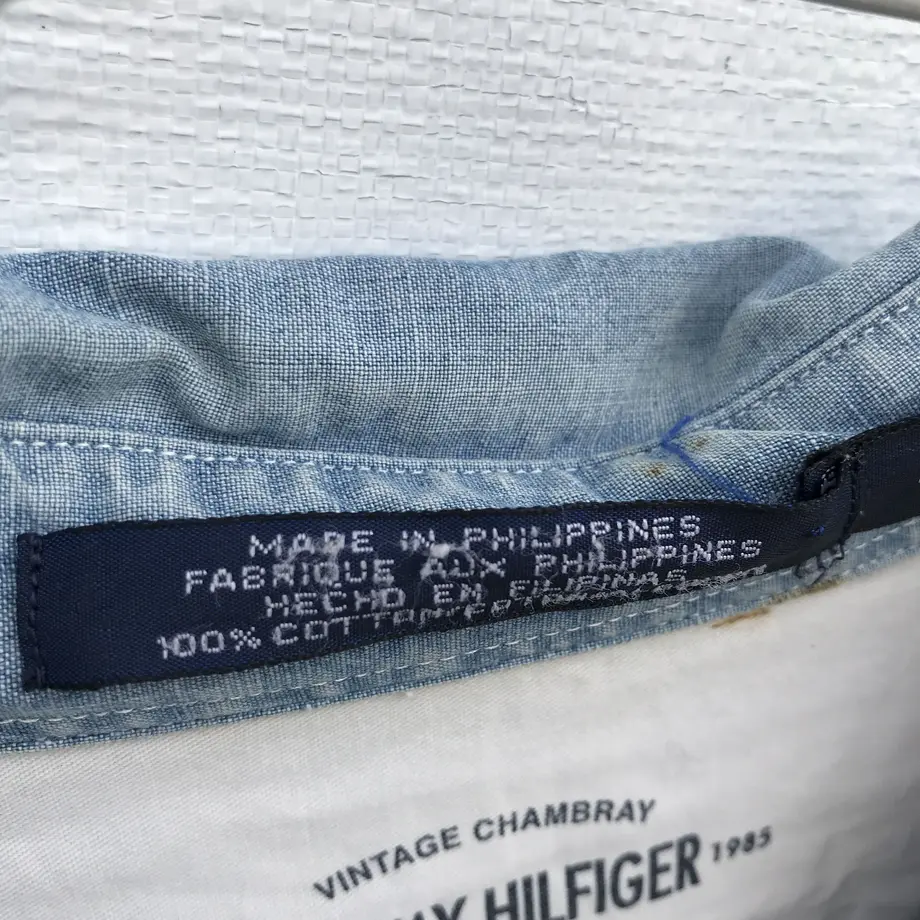 MADE IN PHILIPPINES
FABRIQUE AUX PHILIPPINES
HECHO EN FILIPINAS
100% COTTON
VINTAGE CHAMBRAY
HILFIGER 1985